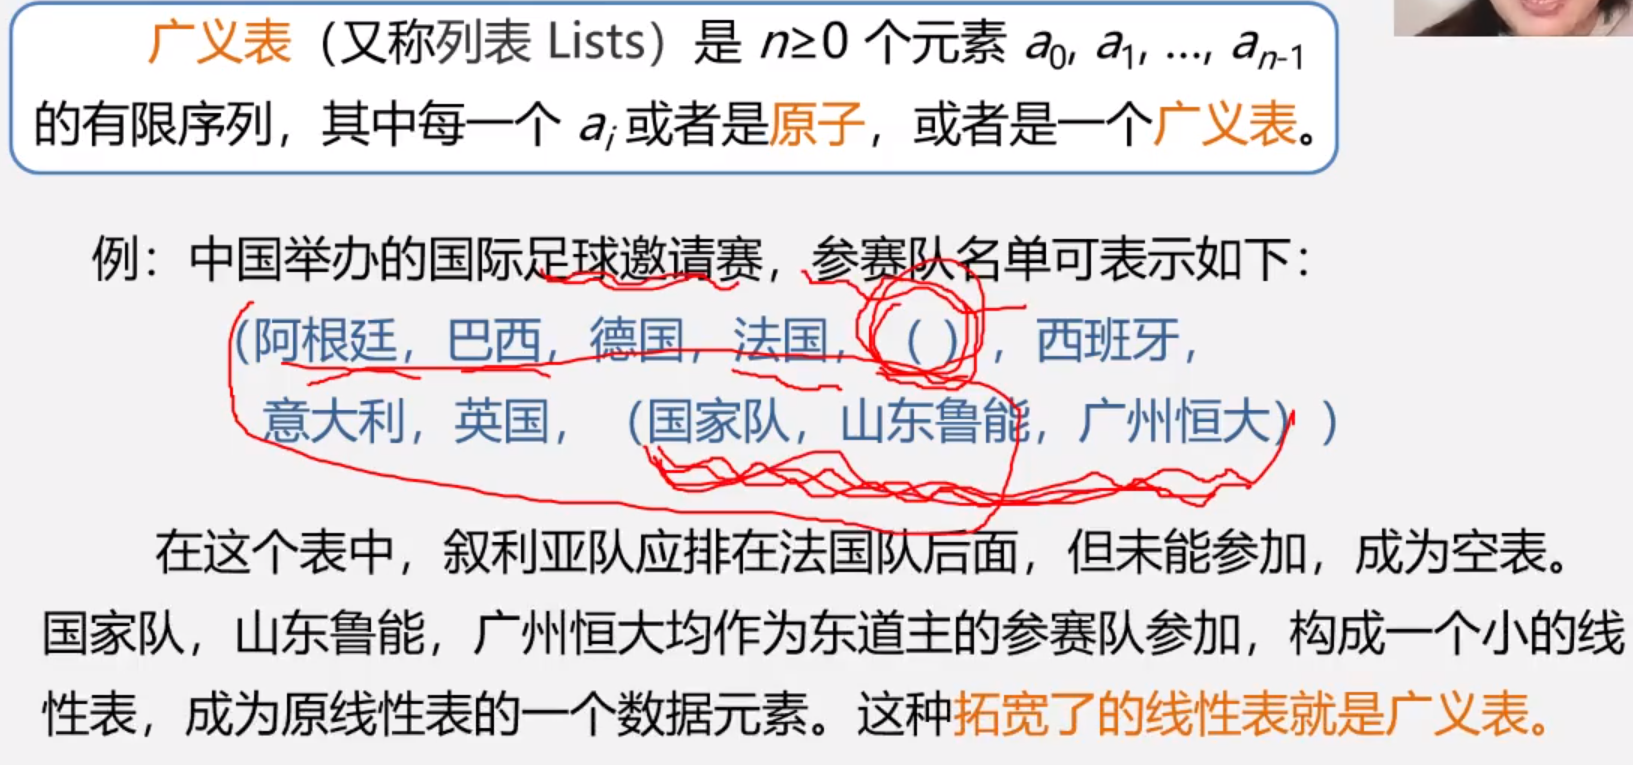 广义表（又称列表 Lists）是 n≥0 个元素 a0, a1, …, an-1
的有限序列，其中每一个 ai 或者是原子，或者是一个广义表。
例：中国举办的国际足球邀请赛，参赛队名单可表示如下：
(阿根廷，巴西，德国，法国，（ ），西班牙，
意大利，英国，（国家队，山东鲁能，广州恒大））
在这个表中，叙利亚队应排在法国队后面，但未能参加，成为空表。
国家队，山东鲁能，广州恒大均作为东道主的参赛队参加，构成一个小的线
性表，成为原线性表的一个数据元素。这种拓宽了的线性表就是广义表。